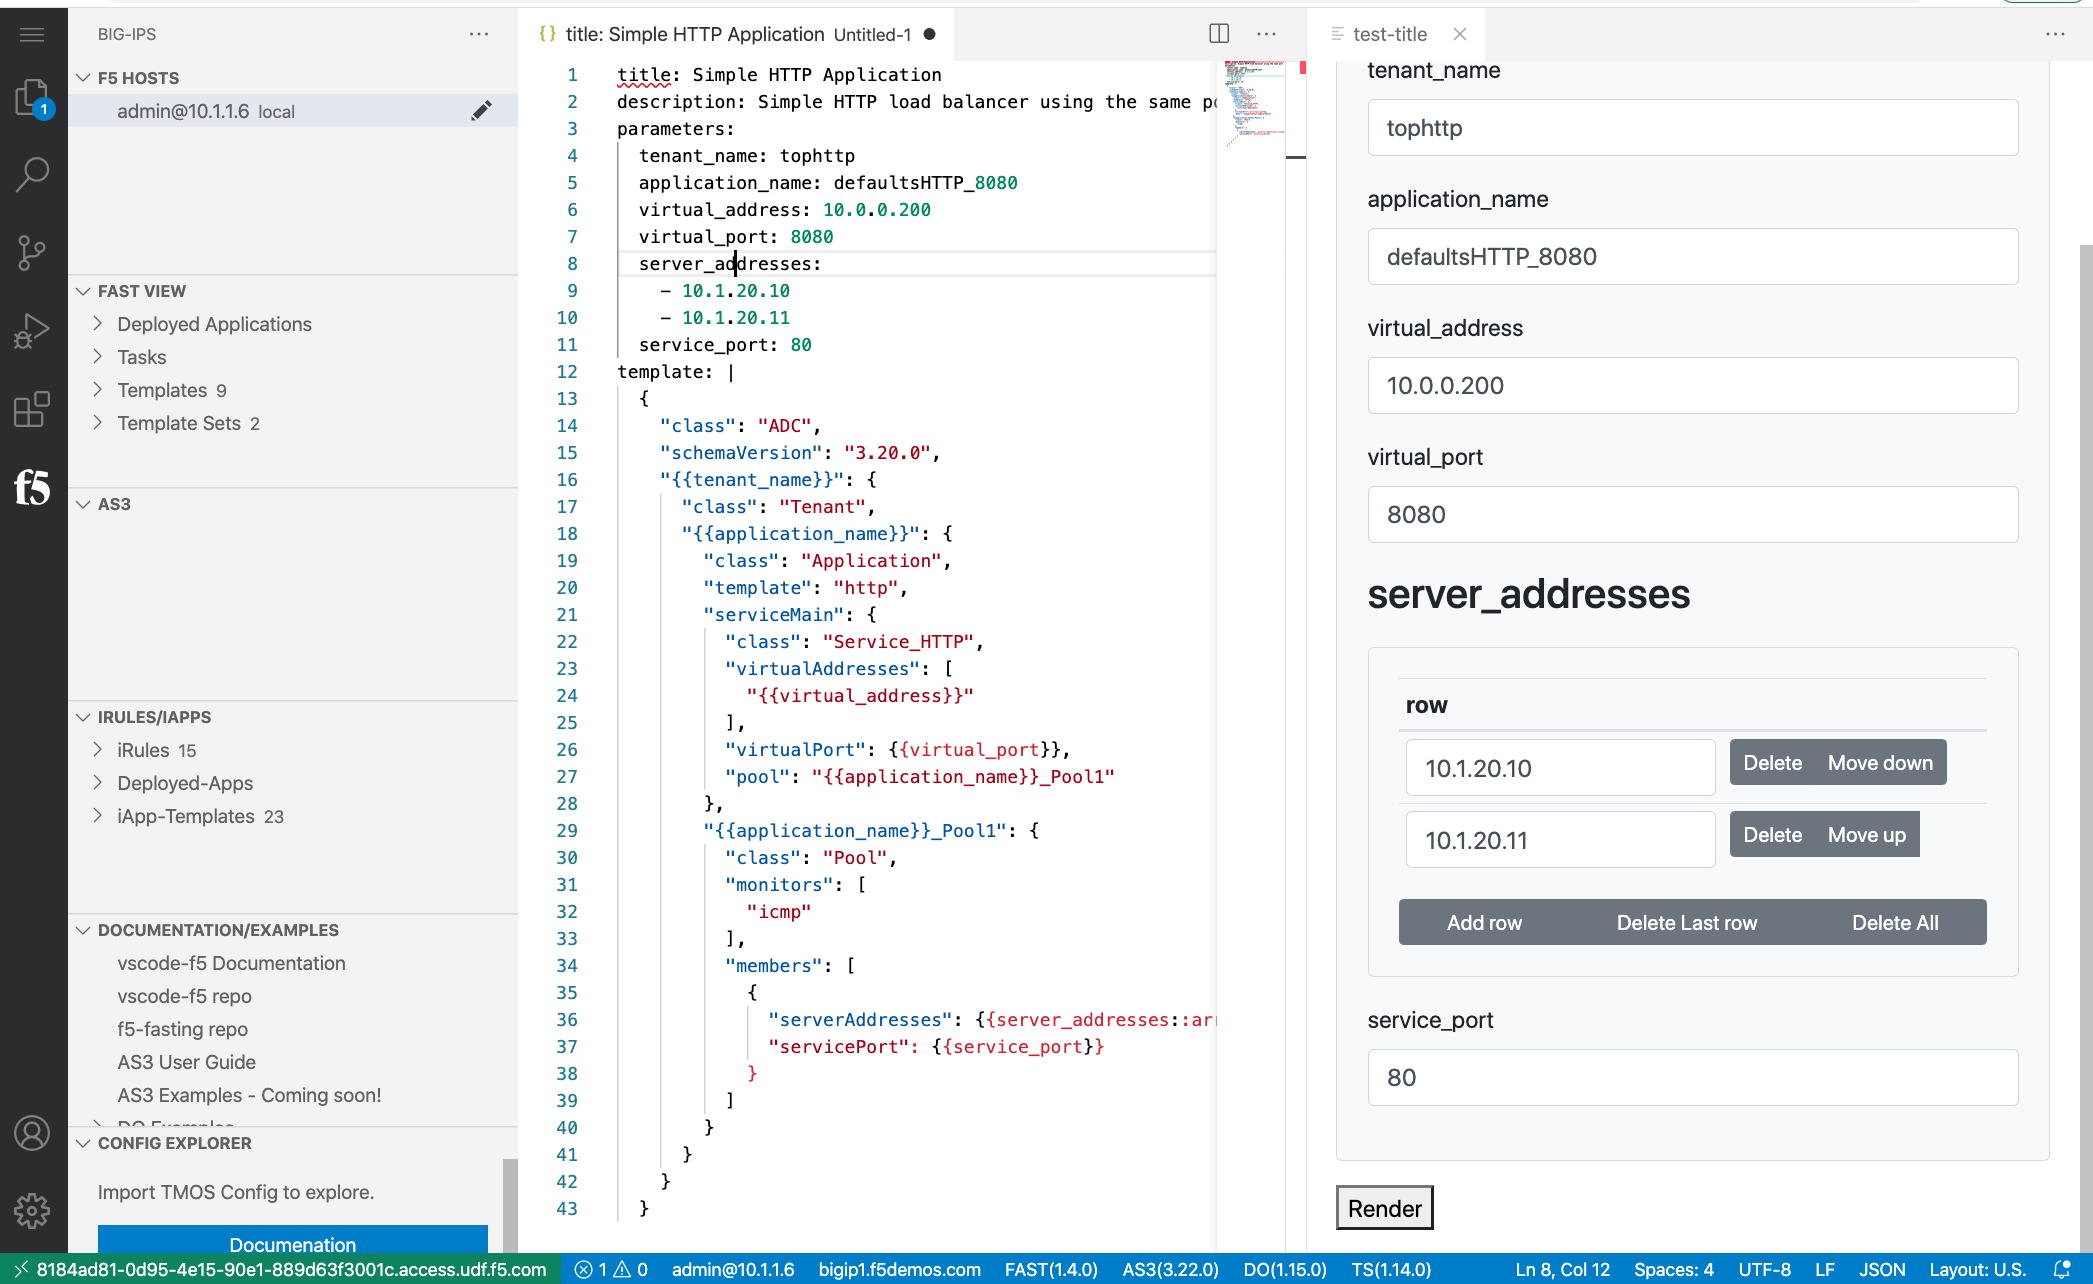 BIG-IPS
F5 HOSTS
admin@10.1.1.6 local
1
FAST VIEW
Deployed Applications
Tasks
Templates 9
Template Sets 2
f5
AS3
IRULES/IAPPS
iRules 15
Deployed-Apps
iApp-Templates 23
DOCUMENTATION/EXAMPLES
vscode-f5 Documentation
vscode-f5 repo
f5-fasting repo
AS3 User Guide
AS3 Examples - Coming soon!
DO Examples
CONFIG EXPLORER
Import TMOS Config to explore.
Documenation
{} title: Simple HTTP Application Untitled-1
1 title: Simple HTTP Application
2 description: Simple HTTP load balancer using the same
3 parameters:
4 tenant_name: tophttp
5 application_name: defaultsHTTP_8080
6 virtual_address: 10.0.0.200
7 virtual_port: 8080
8 server_addresses:
9 - 10.1.20.10
10 - 10.1.20.11
11 service_port: 80
12 template: |
13 {
14 "class": "ADC",
15 "schemaVersion": "3.20.0",
16 "{{tenant_name}}": {
17 "class": "Tenant",
18 "{{application_name}}": {
19 "class": "Application",
20 "template": "http",
21 "serviceMain": {
22 "class": "Service_HTTP",
23 "virtualAddresses": [
24 "{{virtual_address}}"
25 ],
26 "virtualPort": {{virtual_port}},
27 "pool": "{{application_name}}_Pool1"
28 },
29 "{{application_name}}_Pool1": {
30 "class": "Pool",
31 "monitors": [
32 "icmp"
33 ],
34 "members": [
35 {
36 "serverAddresses": {{server_addresses::arr
37 "servicePort": {{service_port}}
38 }
39 ]
40 }
41 }
42 }
43 }
test-title
tenant_name
tophttp
application_name
defaultsHTTP_8080
virtual_address
10.0.0.200
virtual_port
8080
server_addresses
row
10.1.20.10 Delete Move down
10.1.20.11 Delete Move up
Add row Delete Last row Delete All
service_port
80
Render
8184ad81-0d95-4e15-90e1-889d63f3001c.access.udf.f5.com 1 0 admin@10.1.1.6 bigip1.f5demos.com FAST(1.4.0) AS3(3.22.0) DO(1.15.0) TS(1.14.0) Ln 8, Col 12 Spaces: 4 UTF-8 LF JSON Layout: U.S.